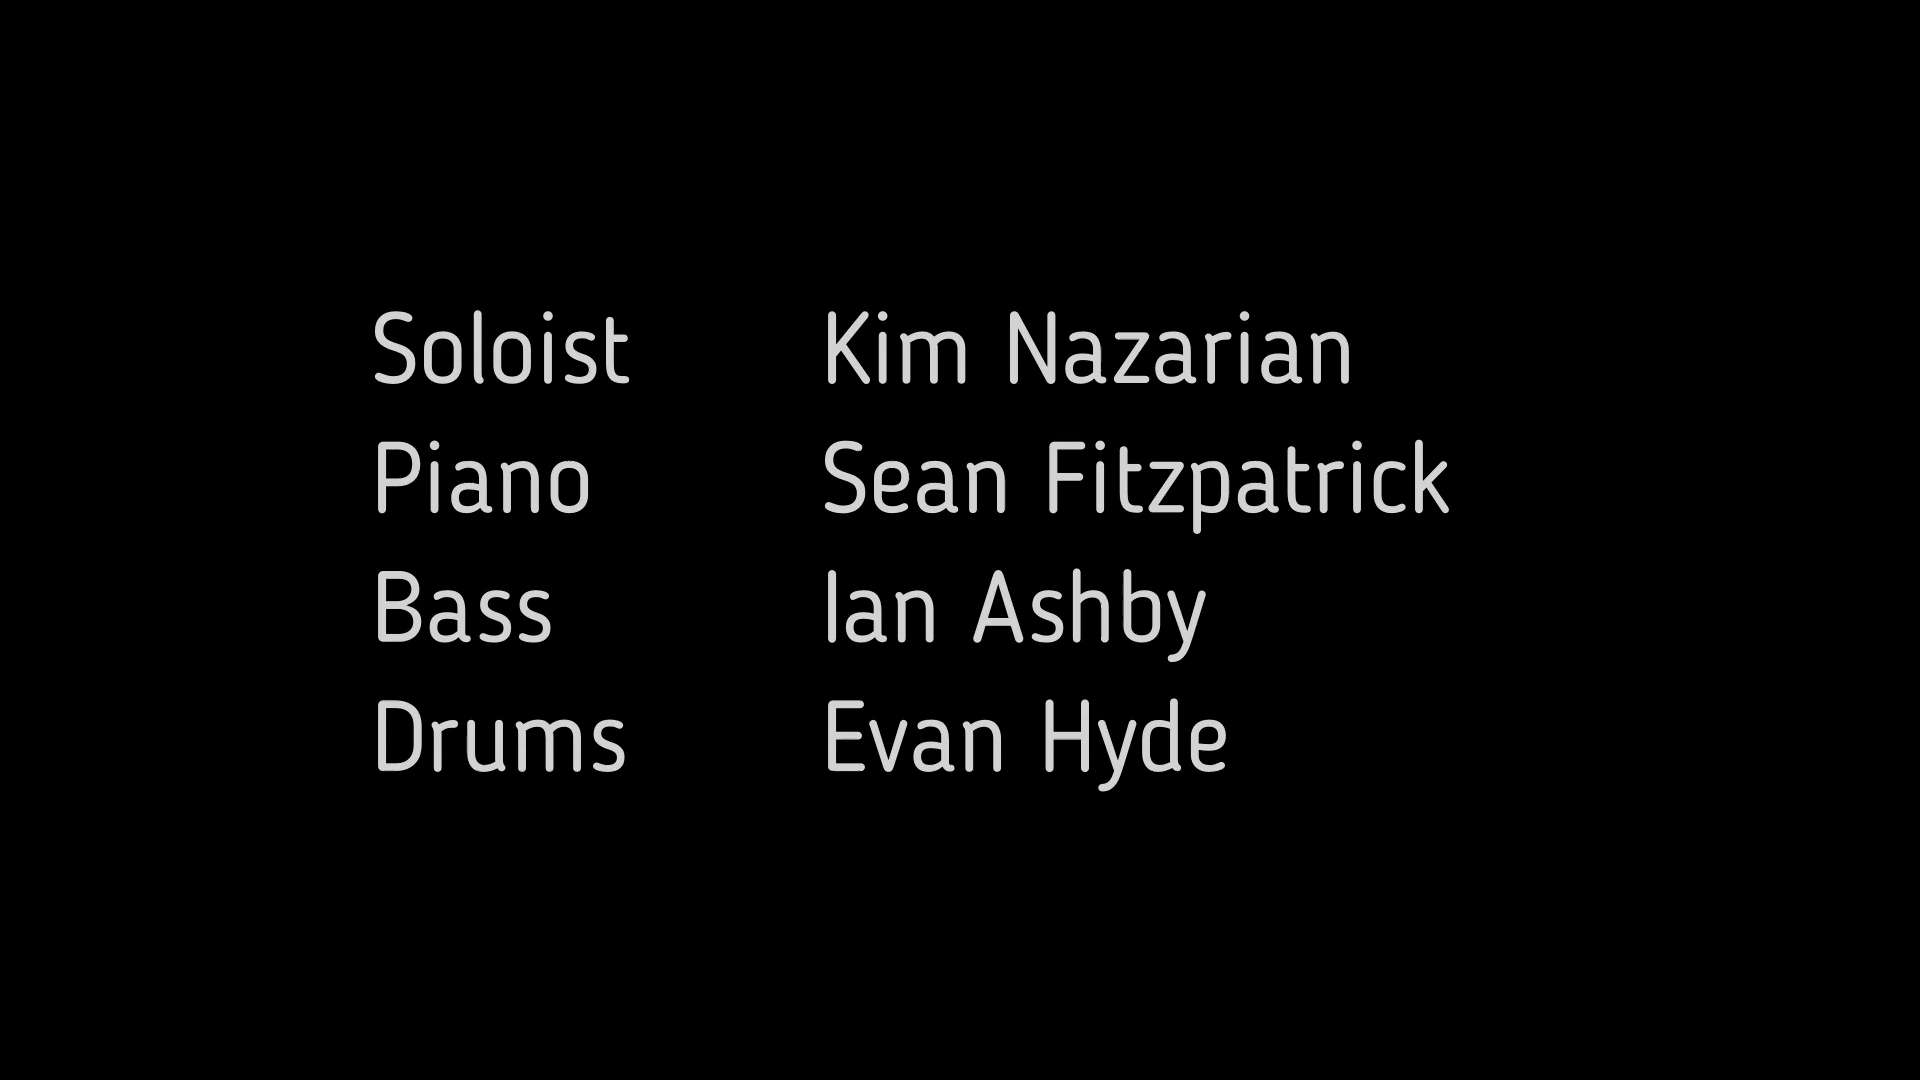 Soloist Kim Nazarian
Piano Sean Fitzpatrick
Bass Ian Ashby
Drums Evan Hyde